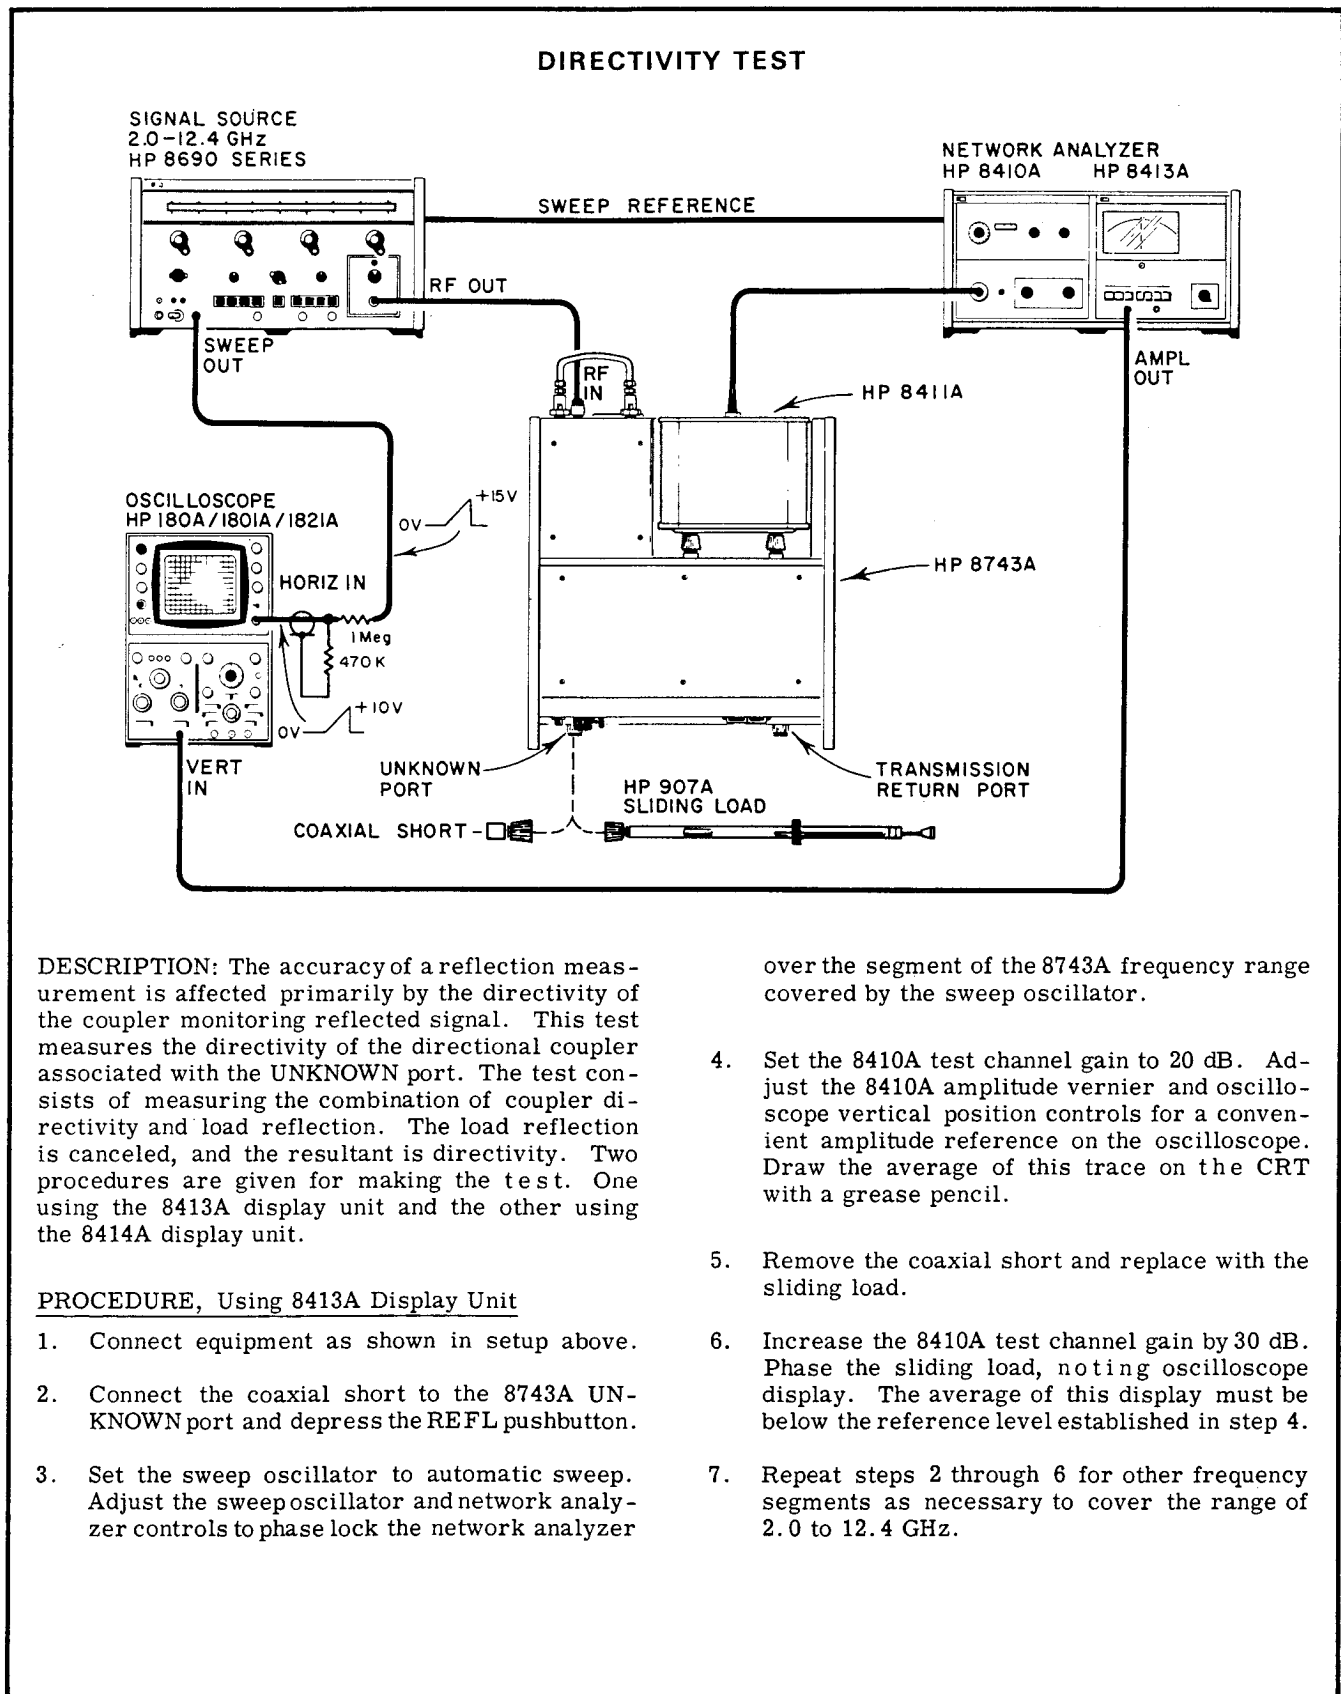 DIRECTIVITY TEST
SIGNAL SOURCE
2.0-12.4 GHz
HP 8690 SERIES
NETWORK ANALYZER
HP 8410A HP 8413A
SWEEP REFERENCE
RF OUT
SWEEP
OUT
RF
IN
AMPL
OUT
HP 8411A
OSCILLOSCOPE
HP 180A/1801A/1821A
+15V
0V
HORIZ IN
HP 8743A
1Meg
470K
+10V
0V
VERT
IN
UNKNOWN
PORT
HP 907A
SLIDING LOAD
TRANSMISSION
RETURN PORT
COAXIAL SHORT
DESCRIPTION: The accuracy of a reflection meas-
urement is affected primarily by the directivity of
the coupler monitoring reflected signal. This test
measures the directivity of the directional coupler
associated with the UNKNOWN port. The test con-
sists of measuring the combination of coupler di-
rectivity and load reflection. The load reflection
is canceled, and the resultant is directivity. Two
procedures are given for making the test. One
using the 8413A display unit and the other using
the 8414A display unit.
PROCEDURE, Using 8413A Display Unit
1. Connect equipment as shown in setup above.
2. Connect the coaxial short to the 8743A UN-
KNOWN port and depress the REFL pushbutton.
3. Set the sweep oscillator to automatic sweep.
Adjust the sweep oscillator and network analy-
zer controls to phase lock the network analyzer
over the segment of the 8743A frequency range
covered by the sweep oscillator.
4. Set the 8410A test channel gain to 20 dB. Ad-
just the 8410A amplitude vernier and oscillo-
scope vertical position controls for a conven-
ient amplitude reference on the oscilloscope.
Draw the average of this trace on the CRT
with a grease pencil.
5. Remove the coaxial short and replace with the
sliding load.
6. Increase the 8410A test channel gain by 30 dB.
Phase the sliding load, noting oscilloscope
display. The average of this display must be
below the reference level established in step 4.
7. Repeat steps 2 through 6 for other frequency
segments as necessary to cover the range of
2.0 to 12.4 GHz.